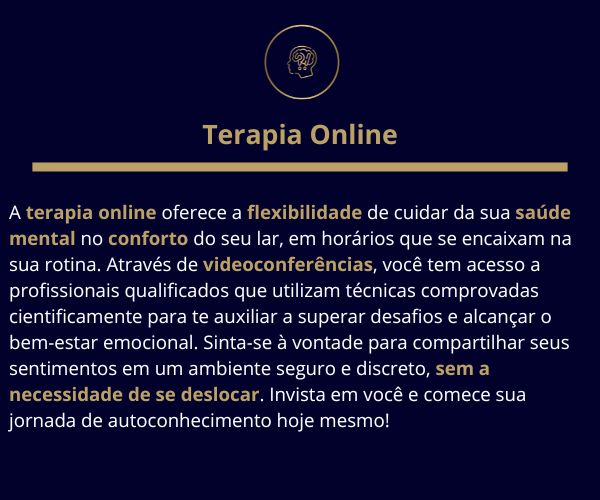 Terapia Online
A terapia online oferece a flexibilidade de cuidar da sua saúde
mental no conforto do seu lar, em horários que se encaixam na
sua rotina. Através de videoconferências, você tem acesso a
profissionais qualificados que utilizam técnicas comprovadas
cientificamente para te auxiliar a superar desafios e alcançar o
bem-estar emocional. Sinta-se à vontade para compartilhar seus
sentimentos em um ambiente seguro e discreto, sem a
necessidade de se deslocar. Invista em você e comece sua
jornada de autoconhecimento hoje mesmo!